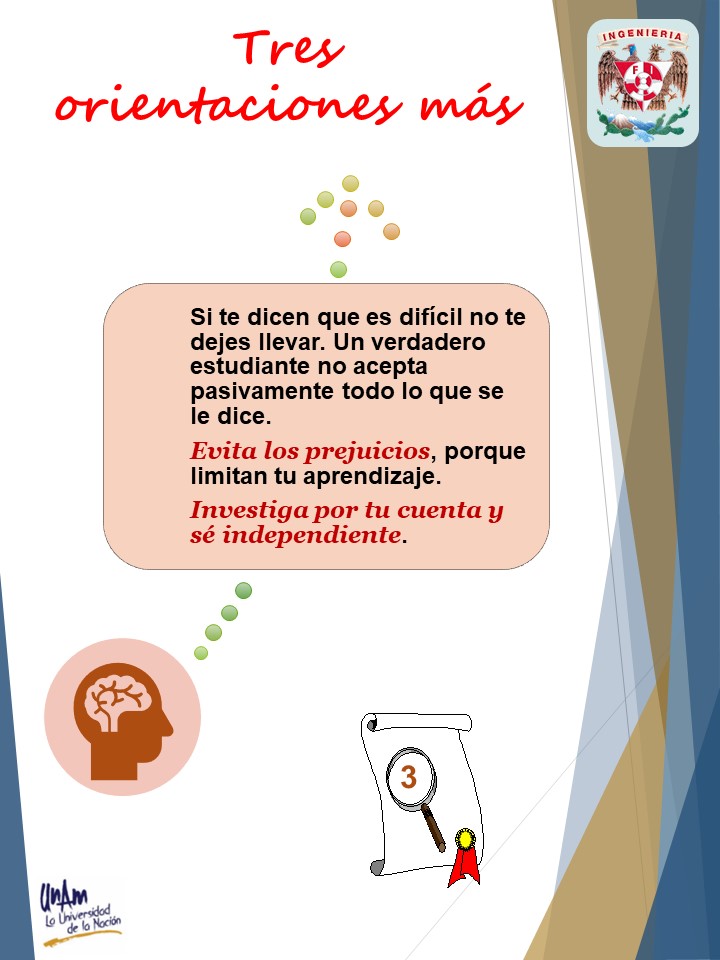 Tres
orientaciones más
INGENIERIA
F I
Si te dicen que es difícil no te
dejes llevar. Un verdadero
estudiante no acepta
pasivamente todo lo que se
le dice.
Evita los prejuicios, porque
limitan tu aprendizaje.
Investiga por tu cuenta y
sé independiente.
3
UNAM
La Universidad
de la Nación